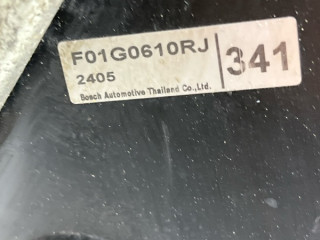 F01G0610RJ 341
2405
Bosch Automotive Thailand Co.,Ltd.